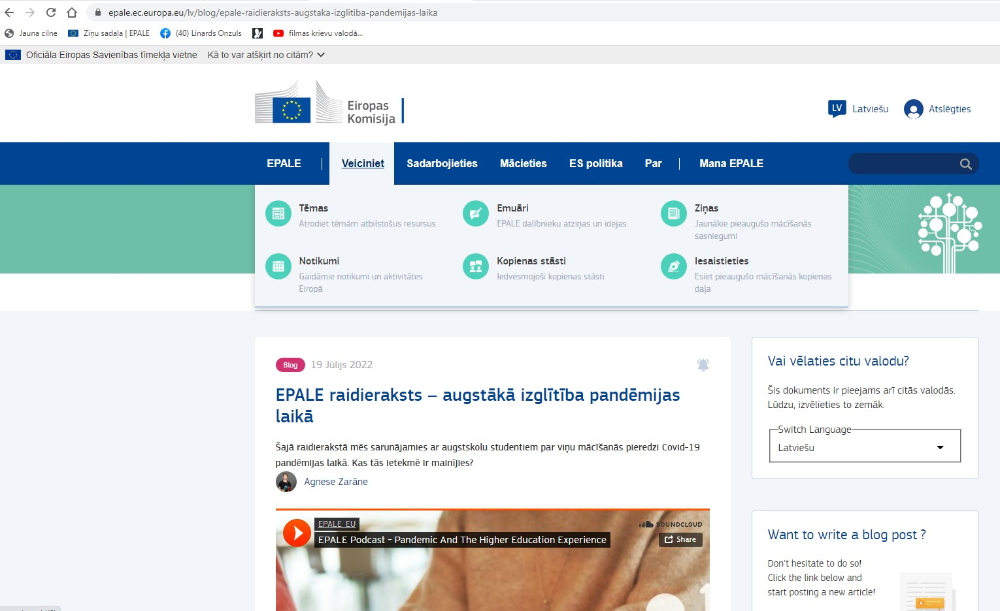 epale.ec.europa.eu/lv/blog/epale-raidieraksts-augstaka-izglitiba-pandemijas-laika
Jauna cilne
Ziņu sadaļa | EPALE
(40) Linards Onzuls
filmas krievu valodā...
Oficiāla Eiropas Savienības tīmekļa vietne
Kā to var atšķirt no citām?
Eiropas
Komisija
LV Latviešu
Atslēgties
EPALE
Veiciniet
Sadarbojieties
Mācieties
ES politika
Par
Mana EPALE
Tēmas
Atrodiet tēmām atbilstošus resursus
Emuāri
EPALE dalībnieku atziņas un idejas
Ziņas
Jaunākie pieaugušo mācīšanās
sasniegumi
Notikumi
Gaidāmie notikumi un aktivitātes
Eiropā
Kopienas stāsti
Iedvesmojoši kopienas stāsti
Iesaistieties
Esiet pieaugušo mācīšanās kopienas
daļa
Blog
19 Jūlijs 2022
EPALE raidieraksts – augstākā izglītība pandēmijas
laikā
Šajā raidierakstā mēs sarunājamies ar augstskolu studentiem par viņu mācīšanās pieredzi Covid-19
pandēmijas laikā. Kas tās ietekmē ir mainījies?
Agnese Zarāne
EPALE EU
EPALE Podcast - Pandemic And The Higher Education Experience
SOUNDCLOUD
Share
Vai vēlaties citu valodu?
Šis dokuments ir pieejams arī citās valodās.
Lūdzu, izvēlieties to zemāk.
Switch Language
Latviešu
Want to write a blog post ?
Don't hesitate to do so!
Click the link below and
start posting a new article!